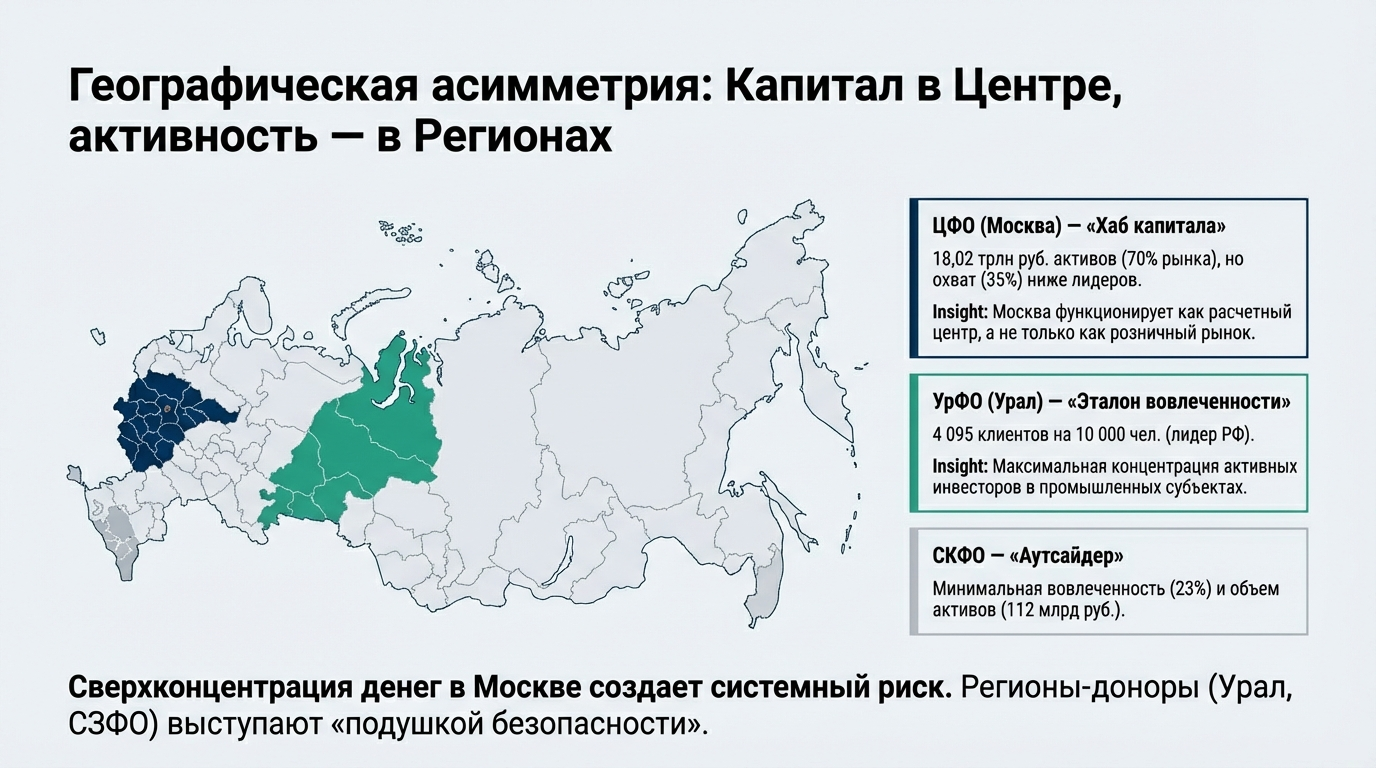 Географическая асимметрия: Капитал в Центре,
активность — в Регионах
ЦФО (Москва) — «Хаб капитала»
18,02 трлн руб. активов (70% рынка), но
охват (35%) ниже лидеров.
Insight: Москва функционирует как расчетный
центр, а не только как розничный рынок.
УрФО (Урал) — «Эталон вовлеченности»
4 095 клиентов на 10 000 чел. (лидер РФ).
Insight: Максимальная концентрация активных
инвесторов в промышленных субъектах.
СКФО — «Аутсайдер»
Минимальная вовлеченность (23%) и объем
активов (112 млрд руб.).
Сверхконцентрация денег в Москве создает системный риск. Регионы-доноры (Урал,
СЗФО) выступают «подушкой безопасности».